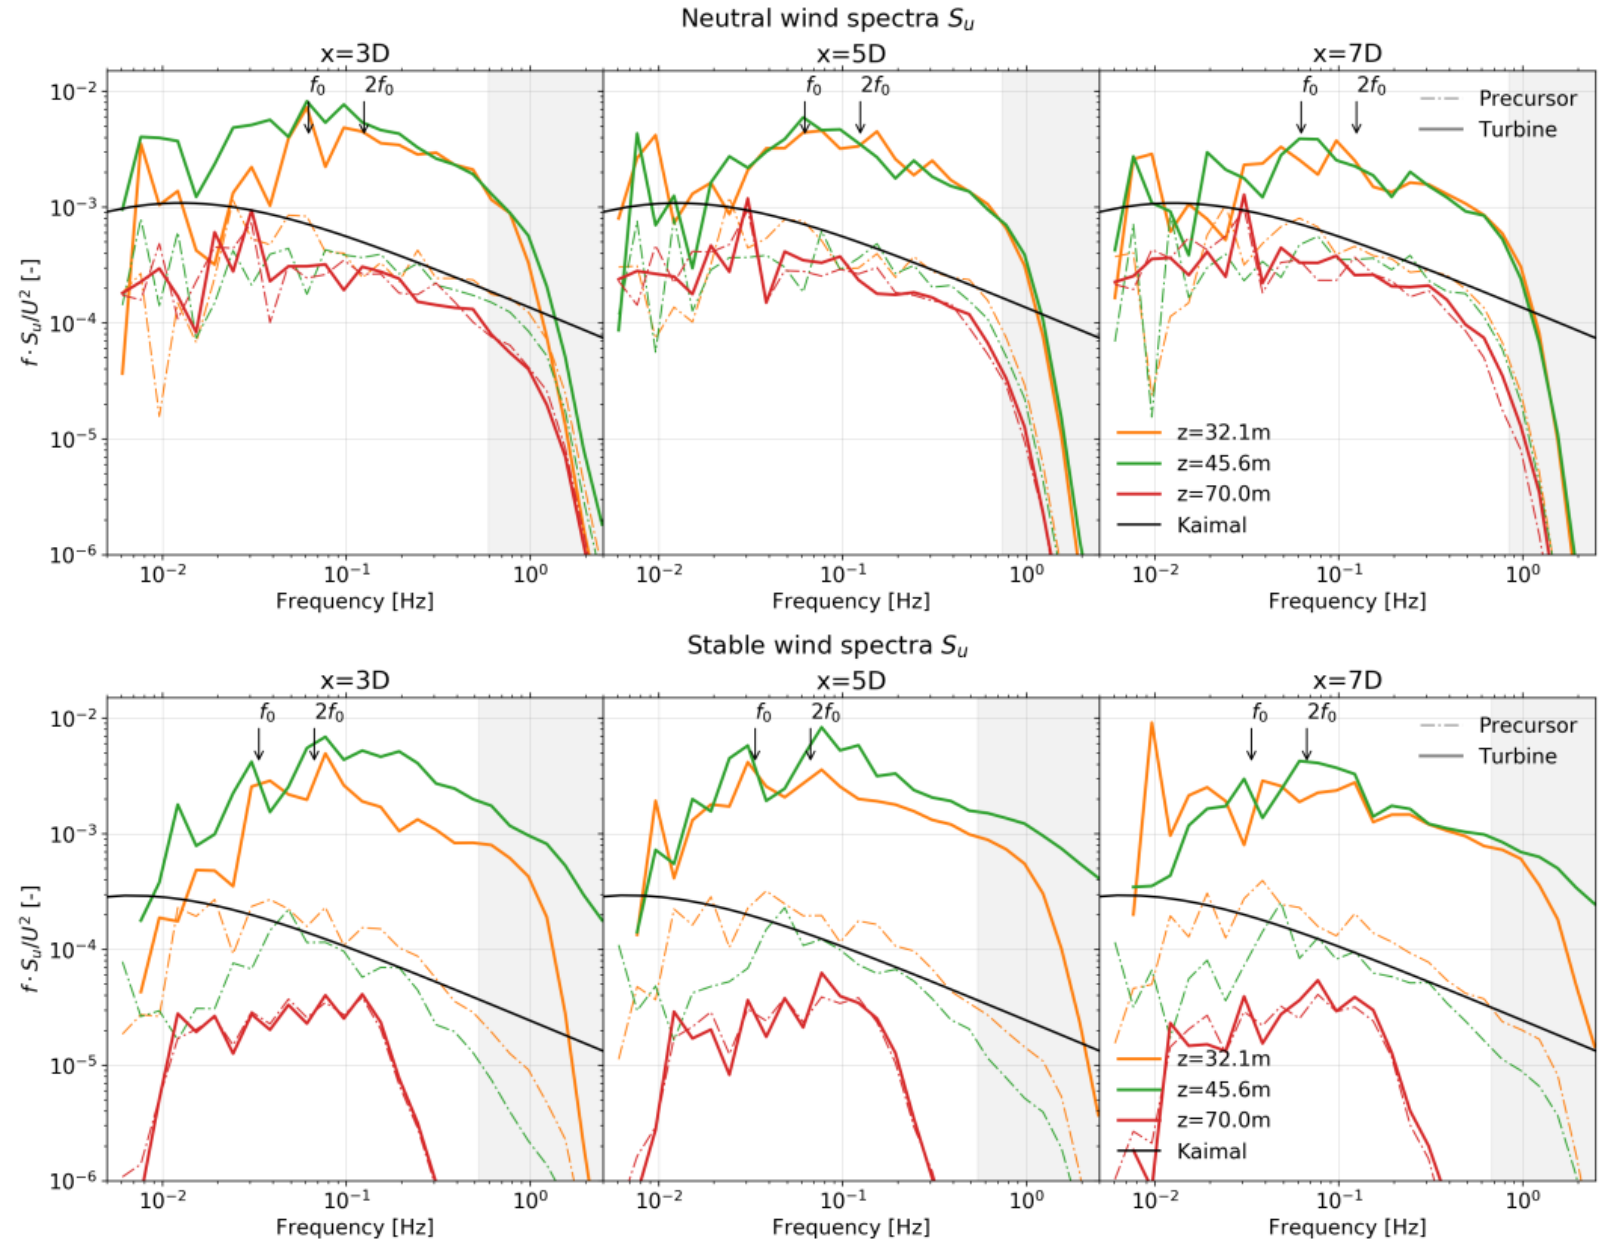 Neutral wind spectra Sᵤ
x=3D x=5D x=7D
f₀ 2f₀ f₀ 2f₀ f₀ 2f₀
Precursor
Turbine
10⁻²
10⁻³
10⁻⁴
10⁻⁵
10⁻⁶
f · Sᵤ/U² [-]
z=32.1m
z=45.6m
z=70.0m
Kaimal
10⁻² 10⁻¹ 10⁰ 10⁻² 10⁻¹ 10⁰ 10⁻² 10⁻¹ 10⁰
Frequency [Hz] Frequency [Hz] Frequency [Hz]
Stable wind spectra Sᵤ
x=3D x=5D x=7D
f₀ 2f₀ f₀ 2f₀ f₀ 2f₀
Precursor
Turbine
10⁻²
10⁻³
10⁻⁴
10⁻⁵
10⁻⁶
f · Sᵤ/U² [-]
z=32.1m
z=45.6m
z=70.0m
Kaimal
10⁻² 10⁻¹ 10⁰ 10⁻² 10⁻¹ 10⁰ 10⁻² 10⁻¹ 10⁰
Frequency [Hz] Frequency [Hz] Frequency [Hz]